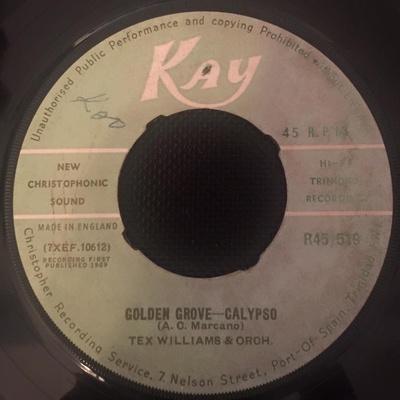 Unauthorised Public Performance and copying Prohibited
Kay
45 R.P.M.
NEW
CHRISTOPHONIC
SOUND
HI-FI
TRINIDAD
RECORDING
MADE IN ENGLAND
(7XEF.10612)
RECORDING FIRST
PUBLISHED 1969
R45/519
GOLDEN GROVE—CALYPSO
(A. C. Marcano)
TEX WILLIAMS & ORCH.
Christopher Recording Service, 7, Nelson Street, Port-Of Spain, Trinidad